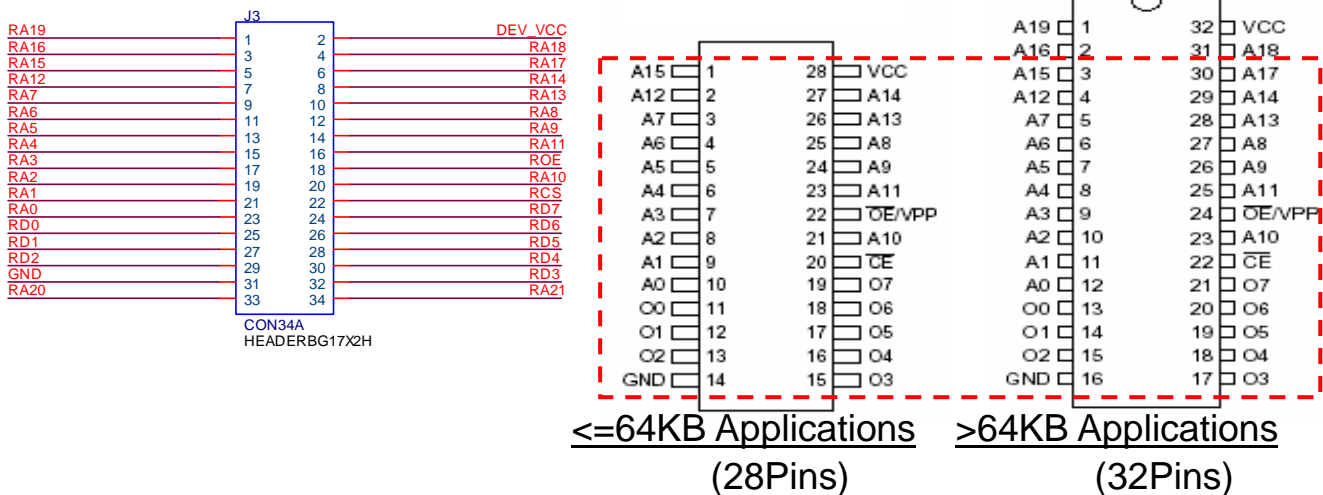 J3
RA19 1 2 DEV_VCC
RA16 3 4 RA18
RA15 5 6 RA17
RA12 7 8 RA14
RA7 9 10 RA13
RA6 11 12 RA8
RA5 13 14 RA9
RA4 15 16 RA11
RA3 17 18 ROE
RA2 19 20 RA10
RA1 21 22 RCS
RA0 23 24 RD7
RD0 25 26 RD6
RD1 27 28 RD5
RD2 29 30 RD4
GND 31 32 RD3
RA20 33 34 RA21
CON34A
HEADERBG17X2H
A15 1 28 VCC
A12 2 27 A14
A7 3 26 A13
A6 4 25 A8
A5 5 24 A9
A4 6 23 A11
A3 7 22 OE/VPP
A2 8 21 A10
A1 9 20 CE
A0 10 19 O7
O0 11 18 O6
O1 12 17 O5
O2 13 16 O4
GND 14 15 O3
<=64KB Applications
(28Pins)
A19 1 32 VCC
A16 2 31 A18
A15 3 30 A17
A12 4 29 A14
A7 5 28 A13
A6 6 27 A8
A5 7 26 A9
A4 8 25 A11
A3 9 24 OE/VPP
A2 10 23 A10
A1 11 22 CE
A0 12 21 O7
O0 13 20 O6
O1 14 19 O5
O2 15 18 O4
GND 16 17 O3
>64KB Applications
(32Pins)